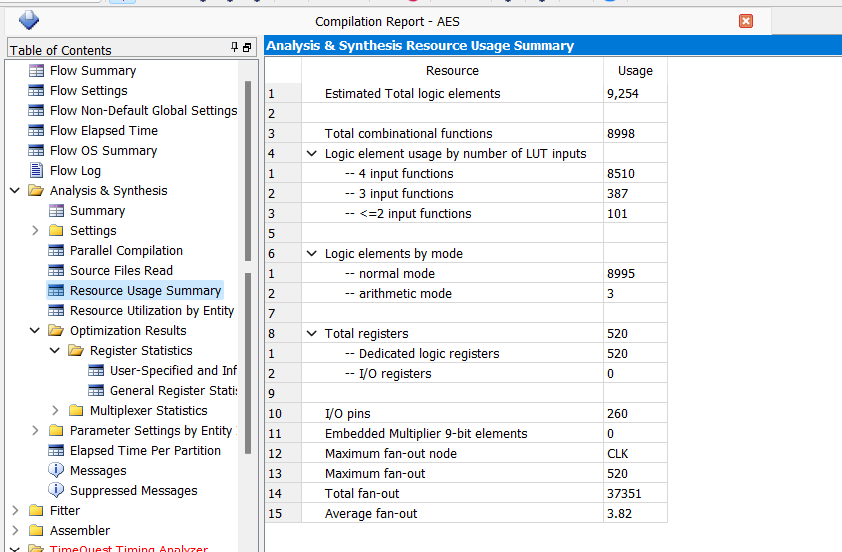 Compilation Report - AES
Table of Contents
Flow Summary
Flow Settings
Flow Non-Default Global Settings
Flow Elapsed Time
Flow OS Summary
Flow Log
Analysis & Synthesis
Summary
Settings
Parallel Compilation
Source Files Read
Resource Usage Summary
Resource Utilization by Entity
Optimization Results
Register Statistics
User-Specified and Inf
General Register Statis
Multiplexer Statistics
Parameter Settings by Entity
Elapsed Time Per Partition
Messages
Suppressed Messages
Fitter
Assembler
TimeQuest Timing Analyzer
Analysis & Synthesis Resource Usage Summary
Resource Usage
1 Estimated Total logic elements 9,254
2
3 Total combinational functions 8998
4 Logic element usage by number of LUT inputs
1 -- 4 input functions 8510
2 -- 3 input functions 387
3 -- <=2 input functions 101
5
6 Logic elements by mode
1 -- normal mode 8995
2 -- arithmetic mode 3
7
8 Total registers 520
1 -- Dedicated logic registers 520
2 -- I/O registers 0
9
10 I/O pins 260
11 Embedded Multiplier 9-bit elements 0
12 Maximum fan-out node CLK
13 Maximum fan-out 520
14 Total fan-out 37351
15 Average fan-out 3.82